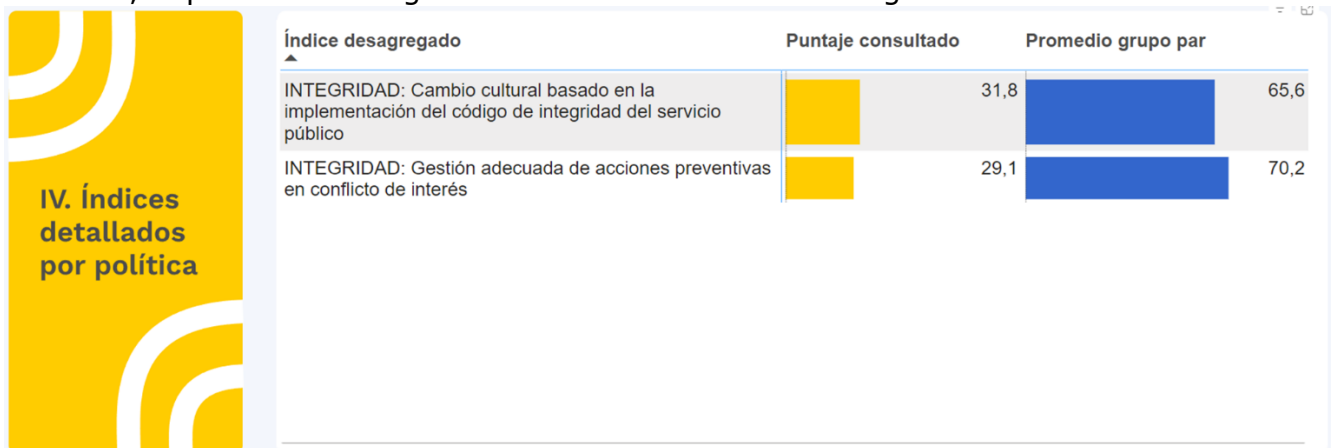 Índice desagregado
Puntaje consultado
Promedio grupo par
INTEGRIDAD: Cambio cultural basado en la
implementación del código de integridad del servicio
público
31,8
65,6
INTEGRIDAD: Gestión adecuada de acciones preventivas
en conflicto de interés
29,1
70,2
IV. Índices
detallados
por política